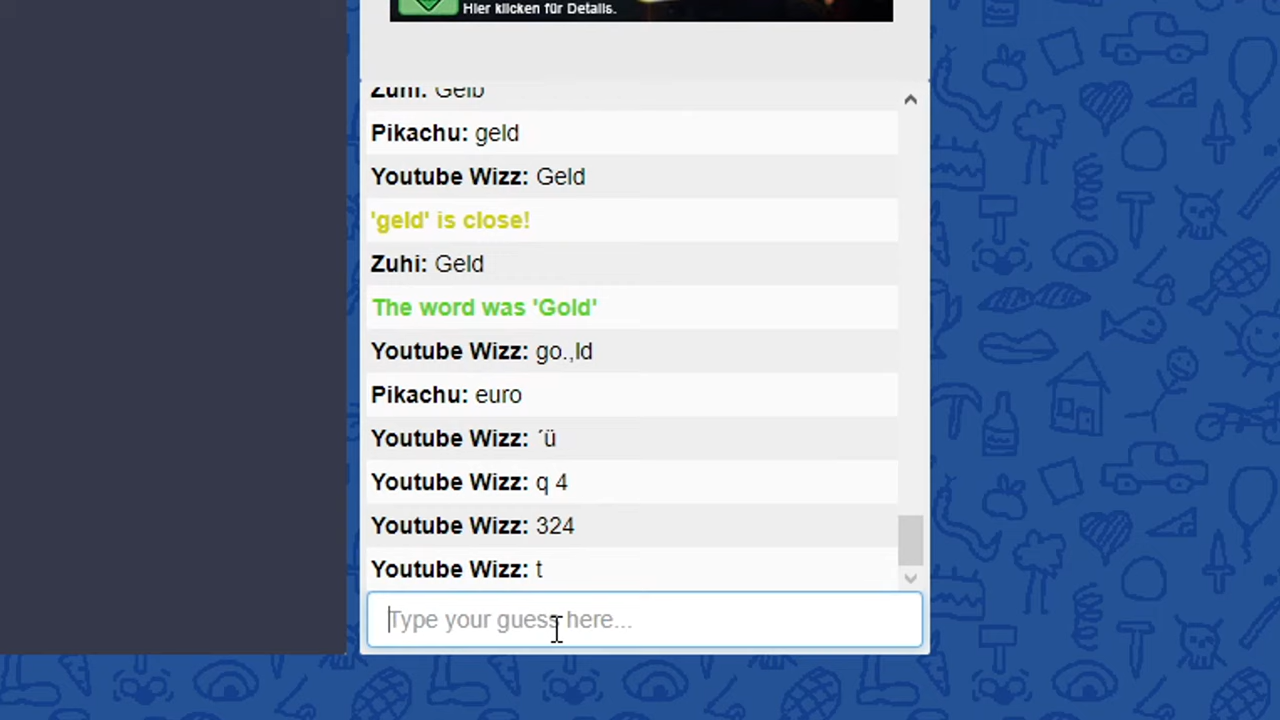 Hier klicken für Details.
Zuhi: Gelb
Pikachu: geld
Youtube Wizz: Geld
'geld' is close!
Zuhi: Geld
The word was 'Gold'
Youtube Wizz: go.,ld
Pikachu: euro
Youtube Wizz: ´ü
Youtube Wizz: q 4
Youtube Wizz: 324
Youtube Wizz: t
Type your guess here...